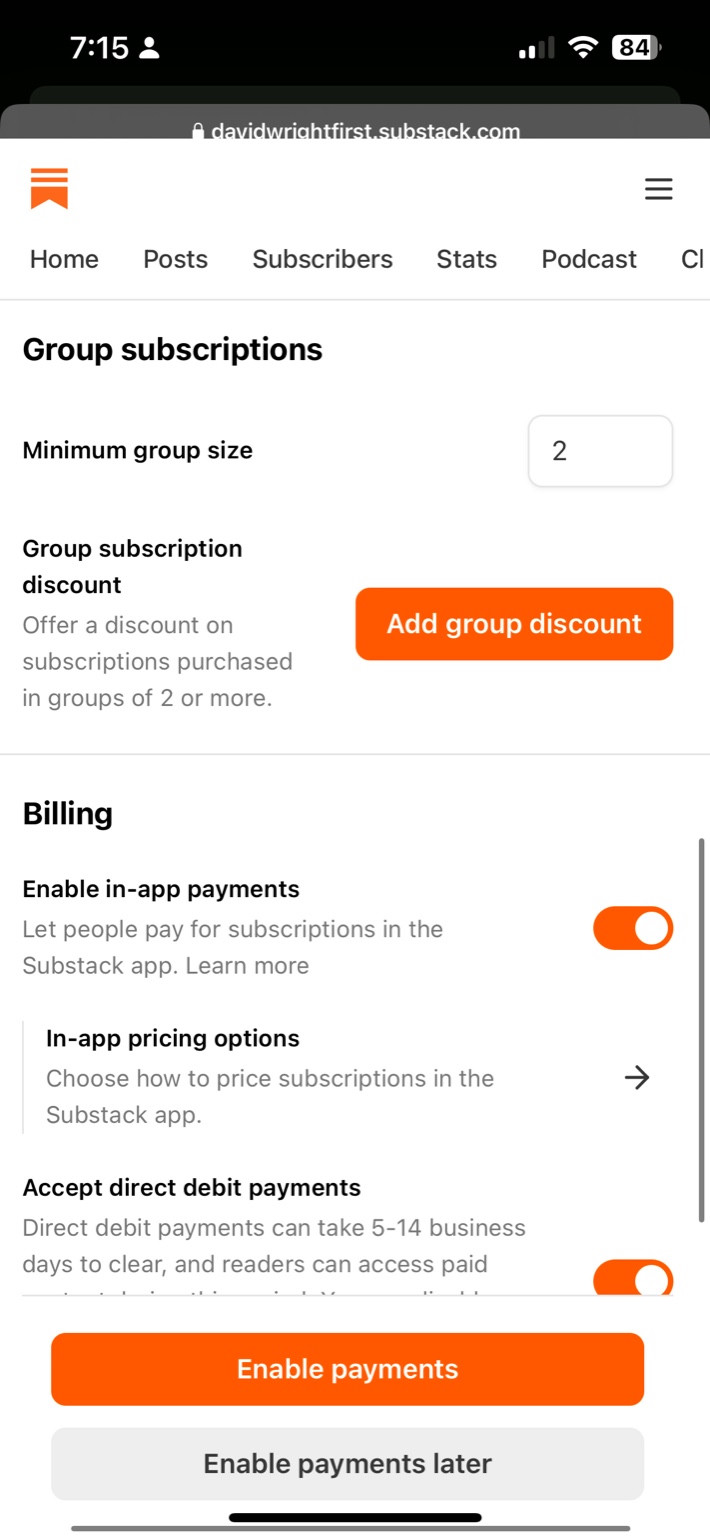 7:15
84
davidwrightfirst.substack.com
Home Posts Subscribers Stats Podcast
Group subscriptions
Minimum group size
2
Group subscription
discount
Offer a discount on
subscriptions purchased
in groups of 2 or more.
Add group discount
Billing
Enable in-app payments
Let people pay for subscriptions in the
Substack app. Learn more
In-app pricing options
Choose how to price subscriptions in the
Substack app.
Accept direct debit payments
Direct debit payments can take 5-14 business
days to clear, and readers can access paid
Enable payments
Enable payments later